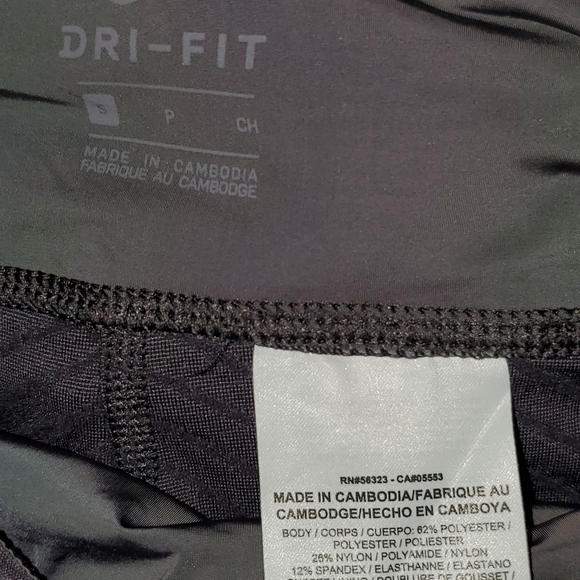 DRI-FIT
S P CH
MADE IN CAMBODIA
FABRIQUE AU CAMBODGE
RN#56323 - CA#05553
MADE IN CAMBODIA/FABRIQUE AU
CAMBODGE/HECHO EN CAMBOYA
BODY / CORPS / CUERPO: 62% POLYESTER /
POLYESTER / POLIESTER
26% NYLON / POLYAMIDE / NYLON
12% SPANDEX / ELASTHANNE / ELASTANO